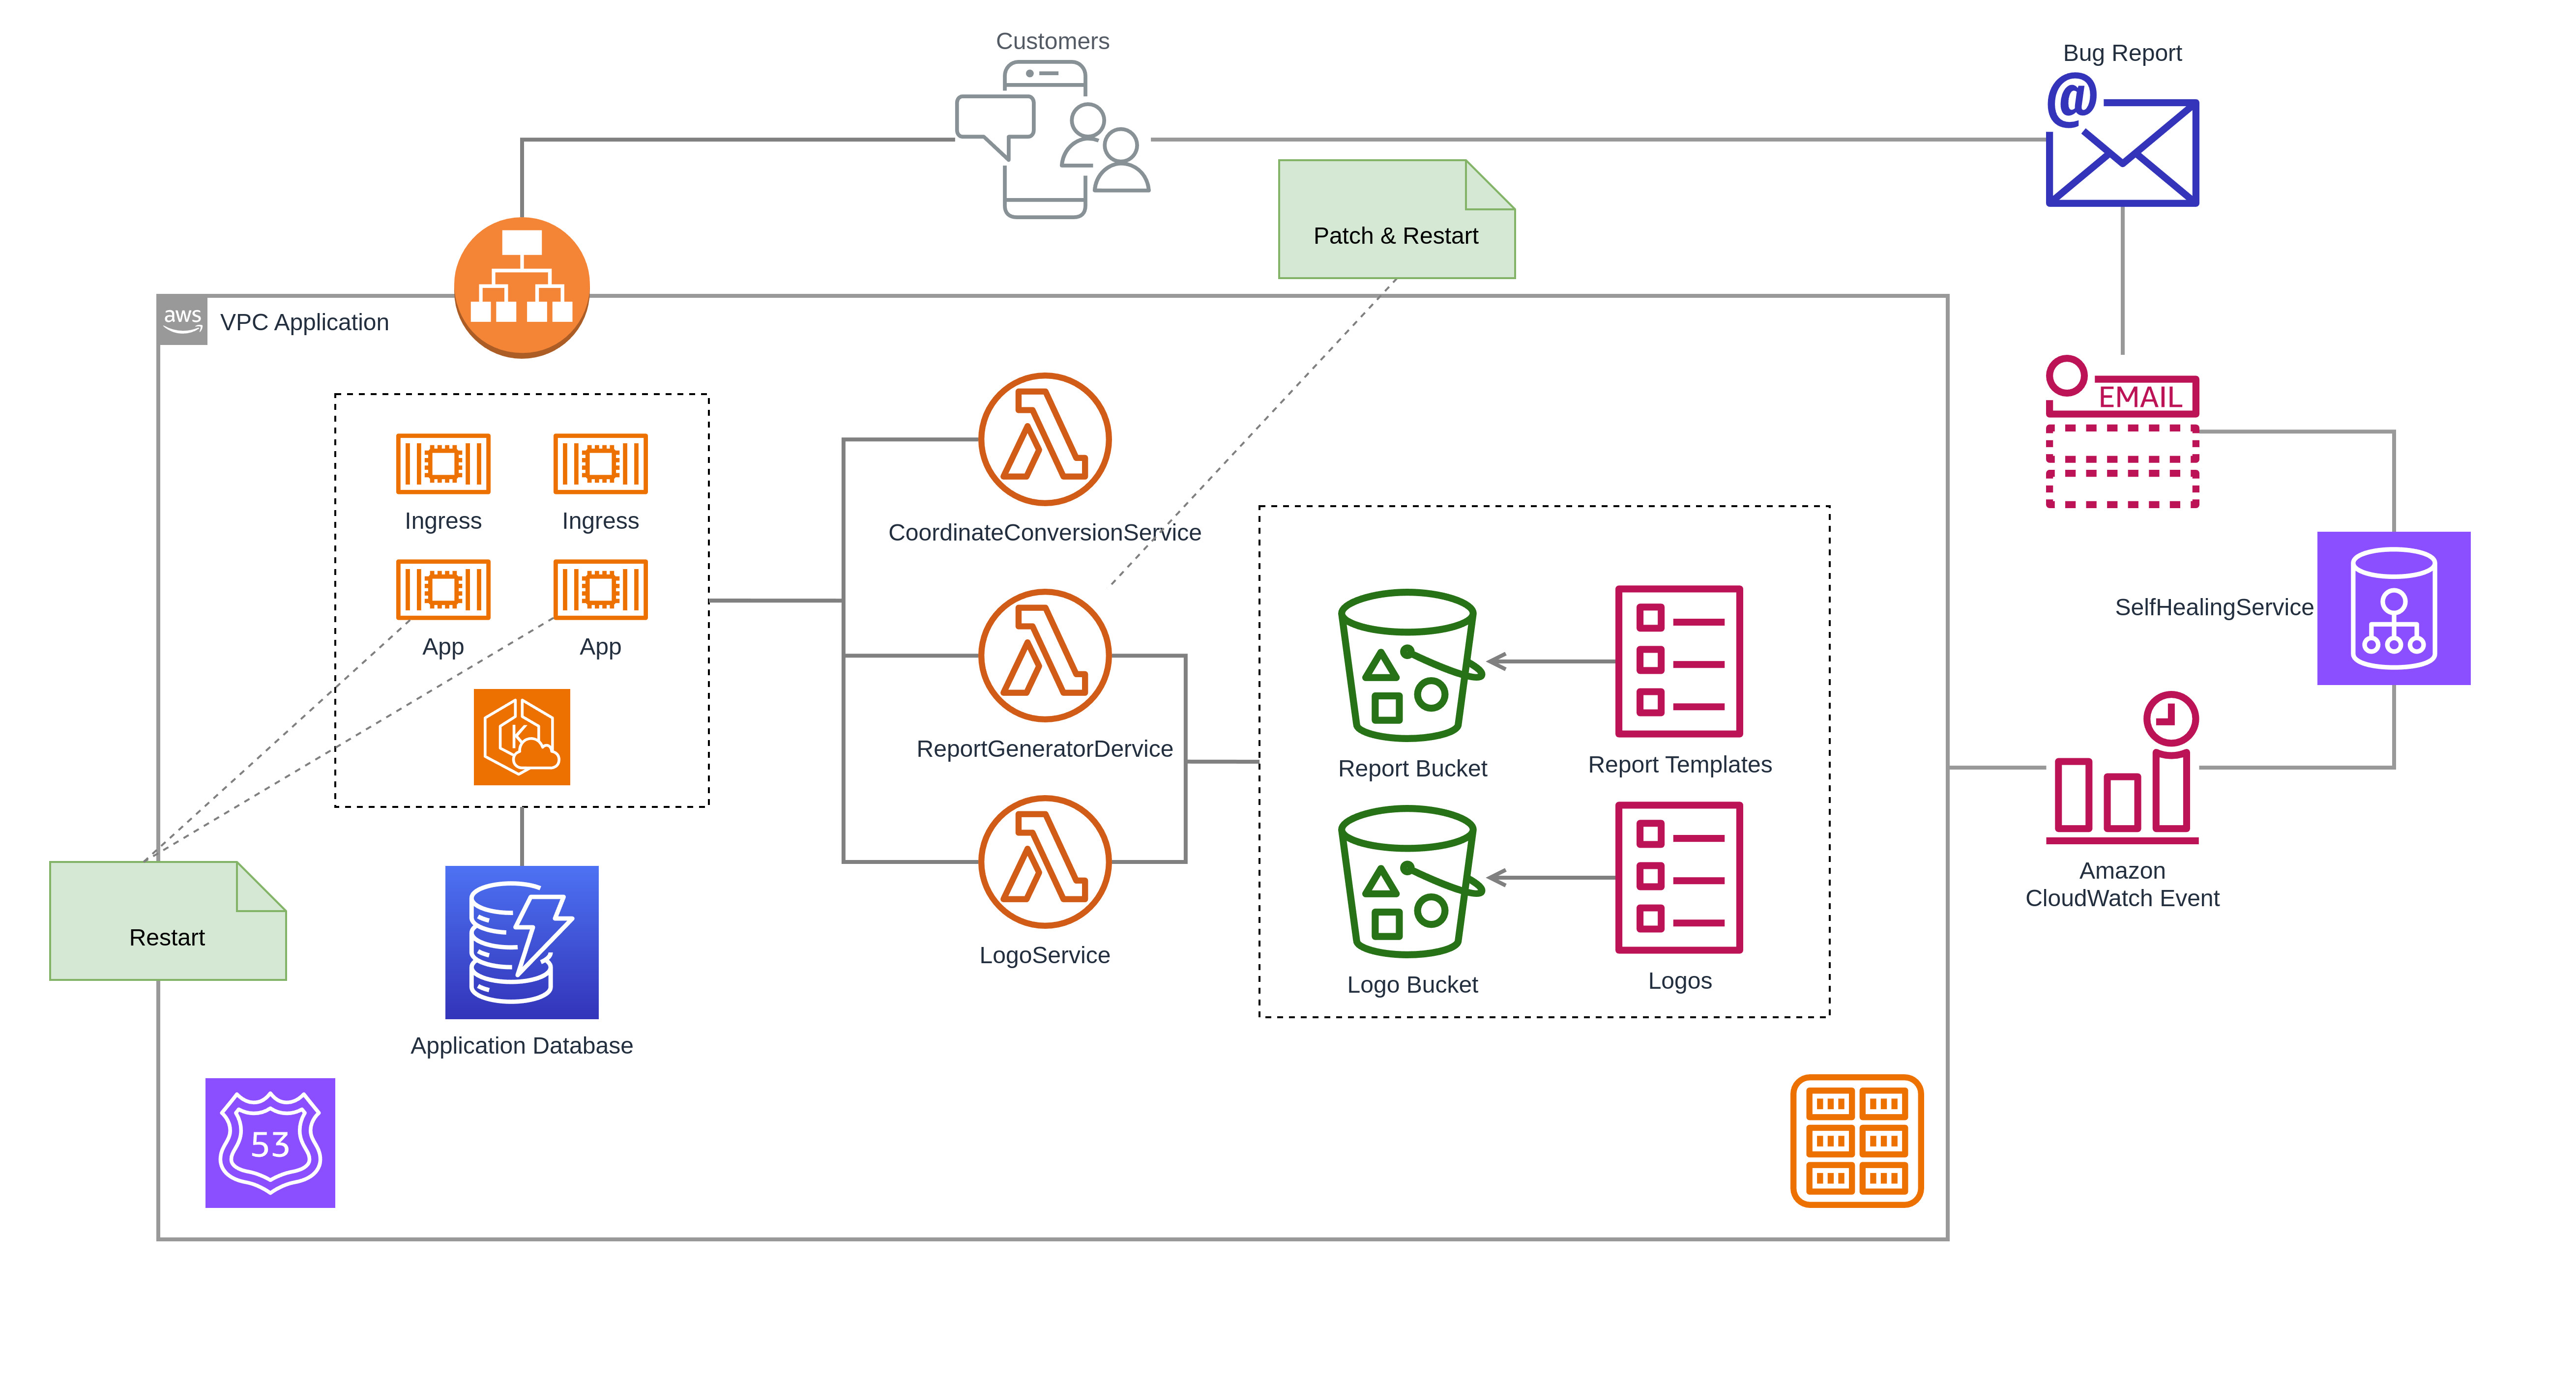 Customers
Bug Report
@
Patch & Restart
aws
VPC Application
EMAIL
Ingress
Ingress
CoordinateConversionService
App
App
SelfHealingService
K
ReportGeneratorDervice
Report Bucket
Report Templates
Amazon
CloudWatch Event
Restart
LogoService
Logo Bucket
Logos
Application Database
53